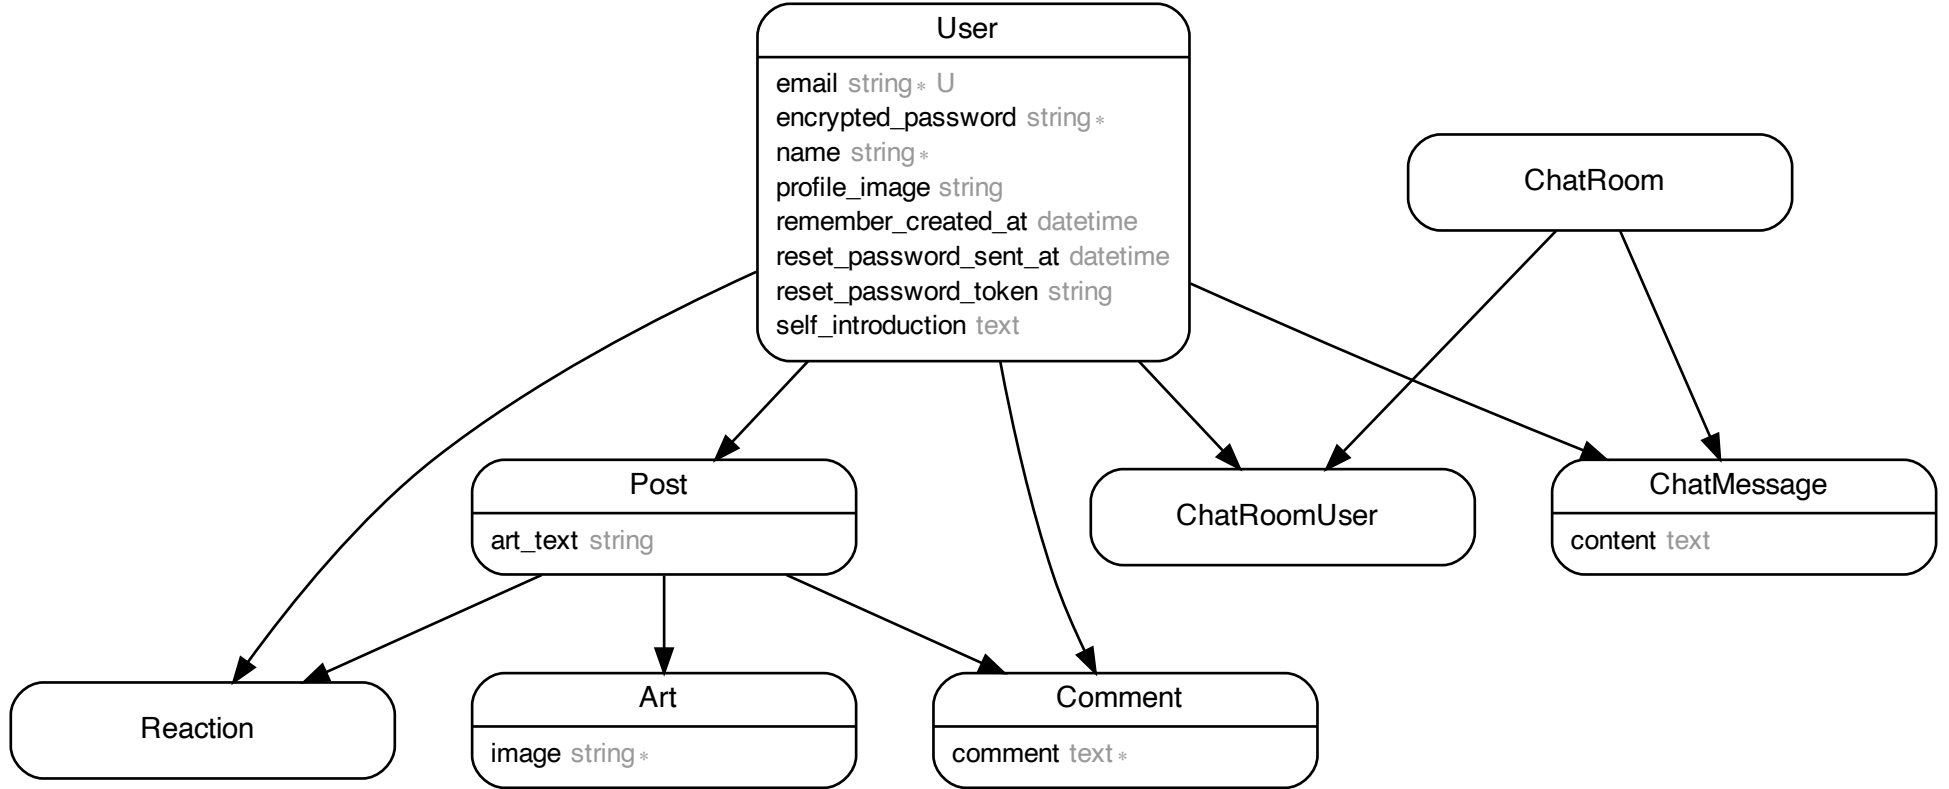 User
email string* U
encrypted_password string*
name string*
profile_image string
remember_created_at datetime
reset_password_sent_at datetime
reset_password_token string
self_introduction text
ChatRoom
Post
art_text string
ChatRoomUser
ChatMessage
content text
Reaction
Art
image string*
Comment
comment text*